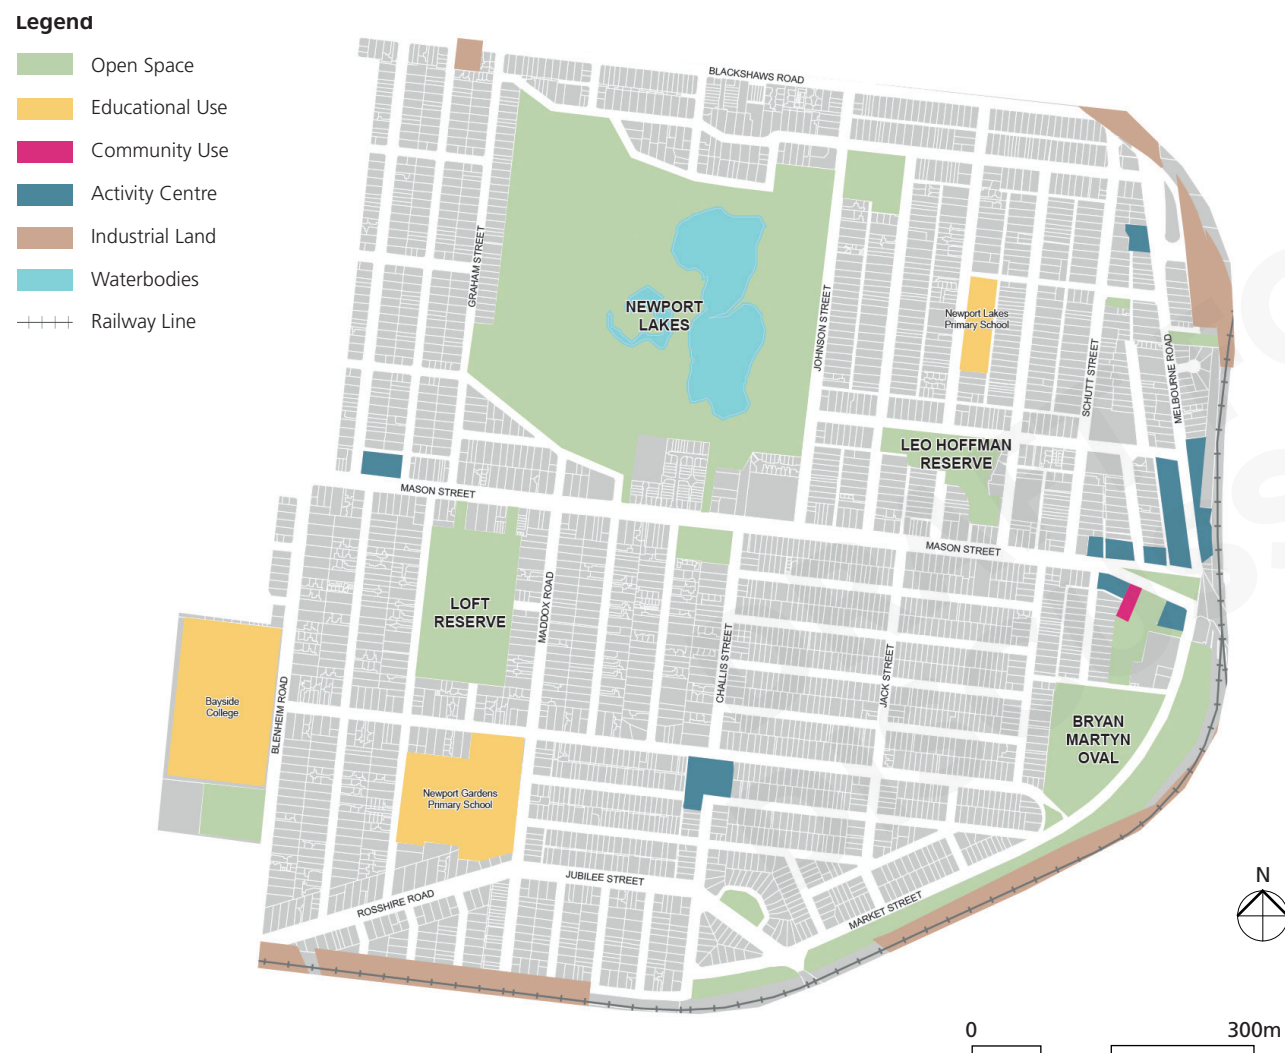 Legend
Open Space
Educational Use
Community Use
Activity Centre
Industrial Land
Waterbodies
Railway Line
BLACKSHAWS ROAD
GRAHAM STREET
NEWPORT
LAKES
JOHNSON STREET
Newport Lakes
Primary School
SCHUTT STREET
MELBOURNE ROAD
LEO HOFFMAN
RESERVE
MASON STREET
MASON STREET
LOFT
RESERVE
MADDOX ROAD
CHALLIS STREET
JACK STREET
Bayside
College
BLENHEIM ROAD
BRYAN
MARTYN
OVAL
Newport Gardens
Primary School
JUBILEE STREET
ROSSHIRE ROAD
MARKET STREET
N
0
300m